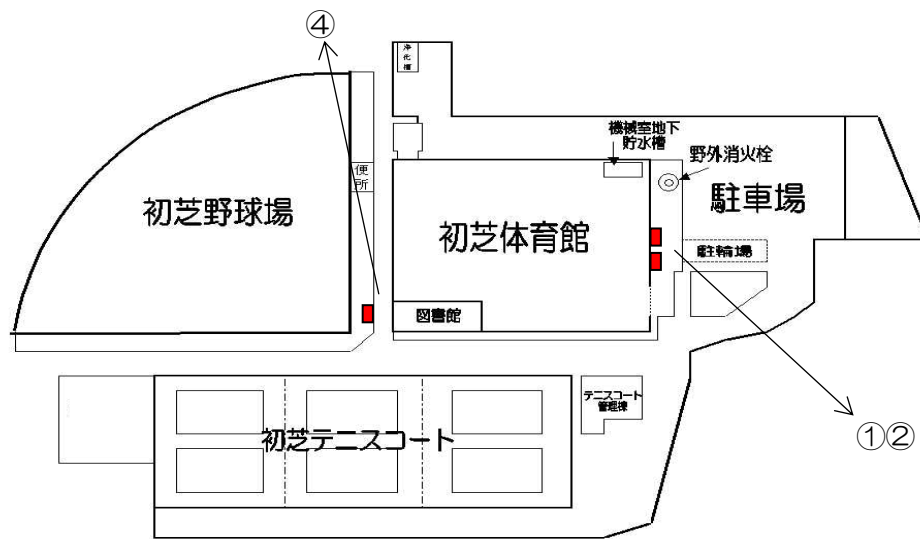 ④
浄化槽
機械室地下
貯水槽
野外消火栓
便所
駐車場
初芝野球場
初芝体育館
駐輪場
図書館
テニスコート
管理棟
初芝テニスコート
①②